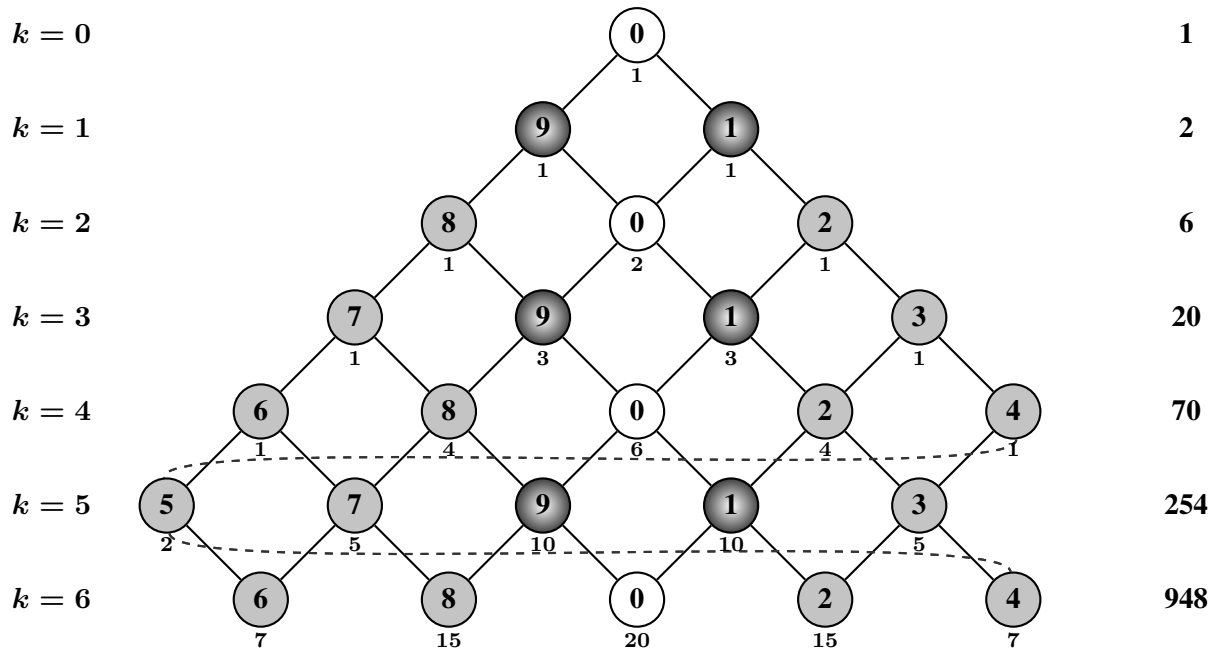 k = 0 0 1
1
k = 1 9 1 2
1 1
k = 2 8 0 2 6
1 2 1
k = 3 7 9 1 3 20
1 3 3 1
k = 4 6 8 0 2 4 70
1 4 6 4 1
k = 5 5 7 9 1 3 254
2 5 10 10 5
k = 6 6 8 0 2 4 948
7 15 20 15 7